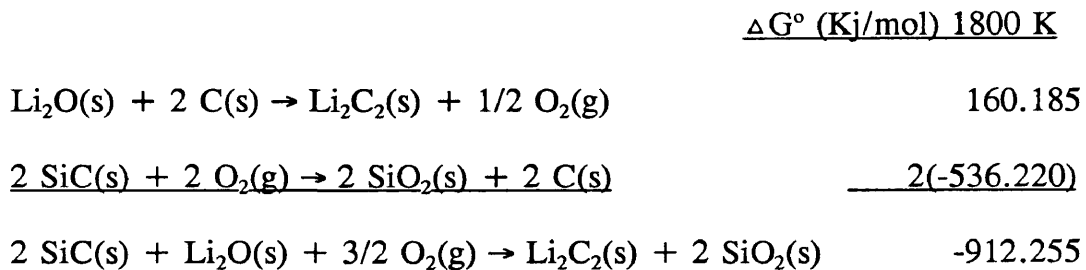 △G° (Kj/mol) 1800 K
Li₂O(s) + 2 C(s) → Li₂C₂(s) + 1/2 O₂(g) 160.185
2 SiC(s) + 2 O₂(g) → 2 SiO₂(s) + 2 C(s) 2(-536.220)
2 SiC(s) + Li₂O(s) + 3/2 O₂(g) → Li₂C₂(s) + 2 SiO₂(s) -912.255